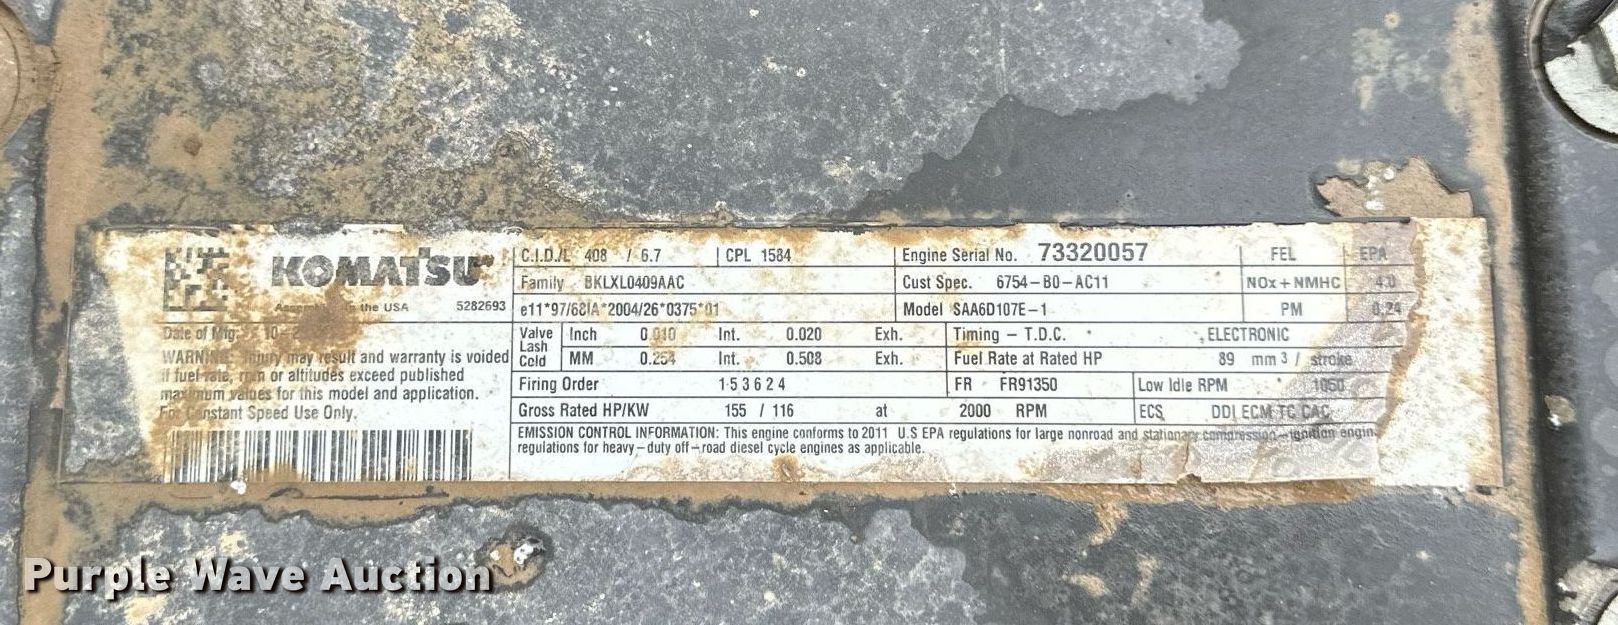 KOMATSU
the USA 5282693
Date of Mfg. 10-2
WARNING: Injury may result and warranty is voided
if fuel rate, rpm or altitudes exceed published
maximum values for this model and application.
For Constant Speed Use Only.
C.I.D./L 408 / 6.7 CPL 1584 Engine Serial No. 73320057 FEL EPA
Family BKLXL0409AAC Cust Spec. 6754-B0-AC11 NOx+NMHC 4.0
e11*97/68IA*2004/26*0375*01 Model SAA6D107E-1 PM
Valve Lash Cold Inch 0.010 Int. 0.020 Exh. Timing - T.D.C. ELECTRONIC
MM 0.254 Int. 0.508 Exh. Fuel Rate at Rated HP 89 mm3 / stroke
Firing Order 1 5 3 6 2 4 FR FR91350 Low Idle RPM 1050
Gross Rated HP/KW 155 / 116 at 2000 RPM ECS DDI ECM TC CAC
EMISSION CONTROL INFORMATION: This engine conforms to 2011 U.S EPA regulations for large nonroad and stationary compression-ignition engin
regulations for heavy-duty off-road diesel cycle engines as applicable.
Purple Wave Auction